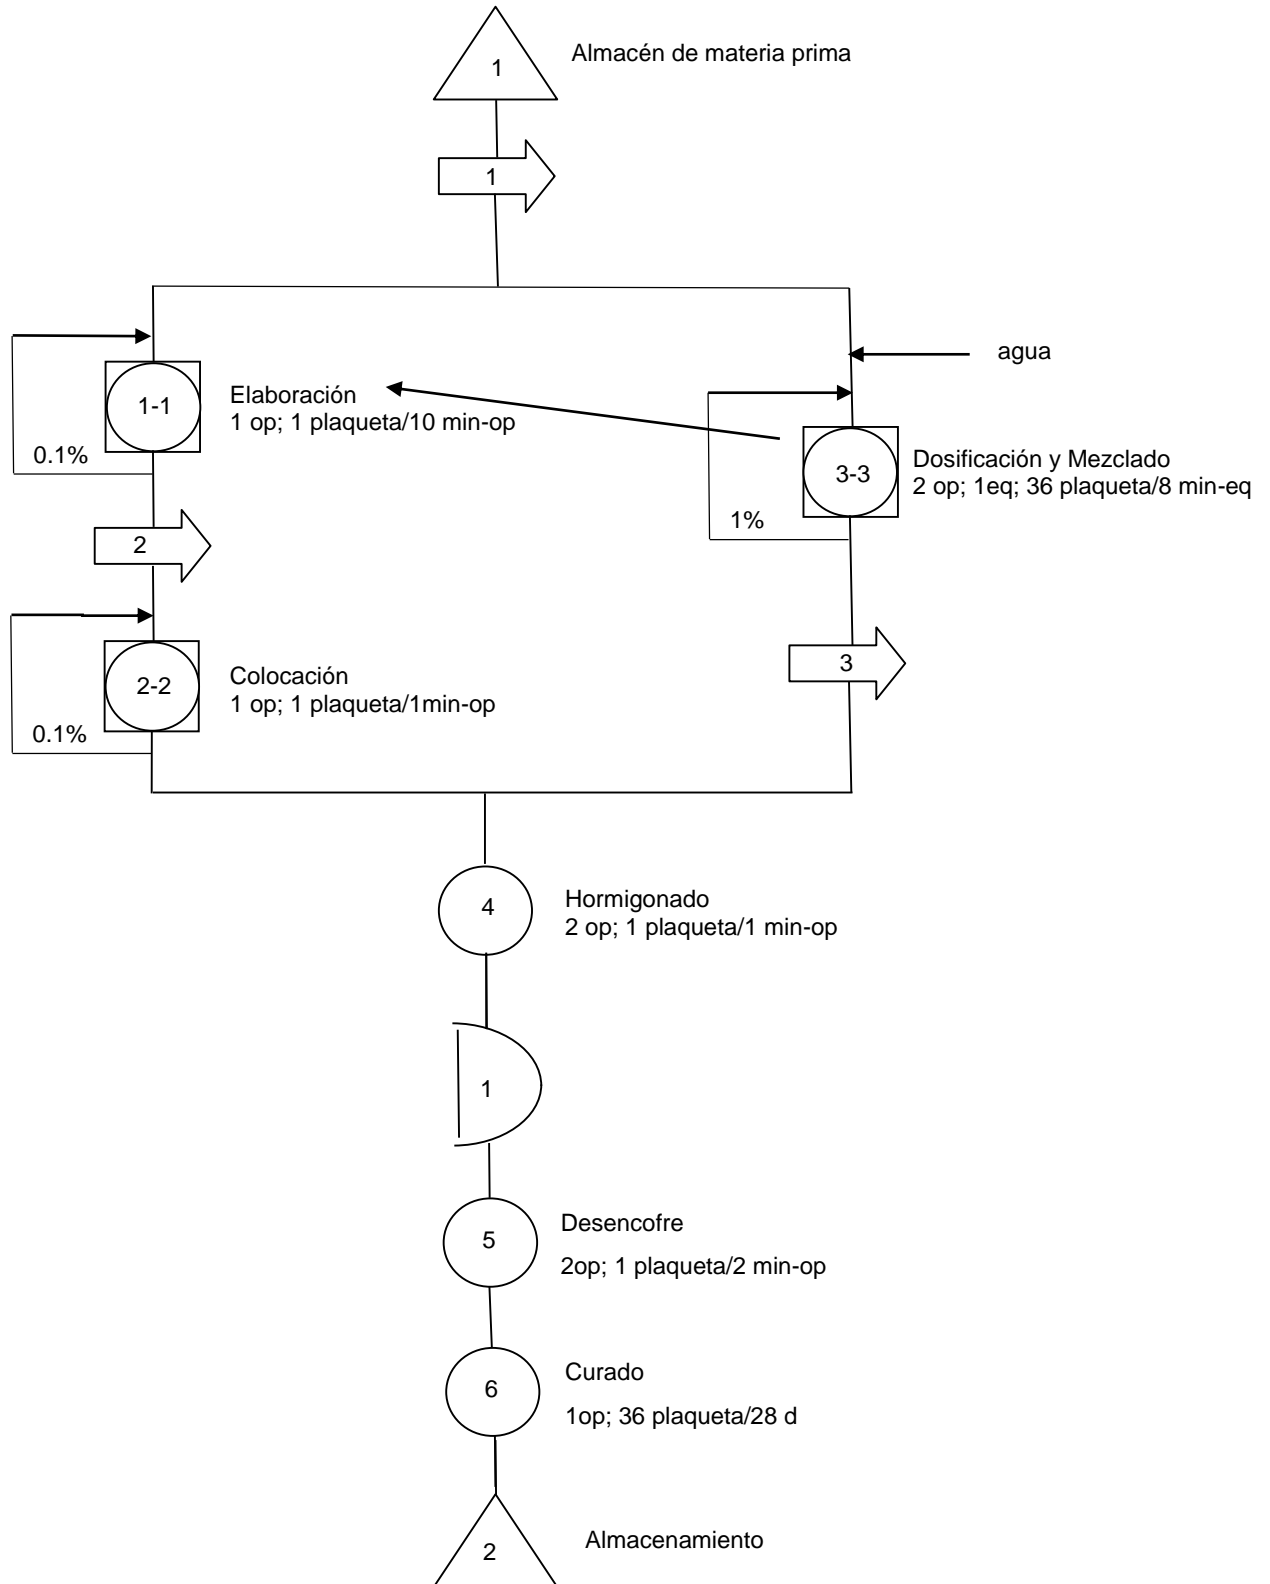 1
Almacén de materia prima
1
agua
1-1
Elaboración
1 op; 1 plaqueta/10 min-op
0.1%
3-3
Dosificación y Mezclado
2 op; 1eq; 36 plaqueta/8 min-eq
1%
2
3
2-2
Colocación
1 op; 1 plaqueta/1min-op
0.1%
4
Hormigonado
2 op; 1 plaqueta/1 min-op
1
5
Desencofre
2op; 1 plaqueta/2 min-op
6
Curado
1op; 36 plaqueta/28 d
2
Almacenamiento